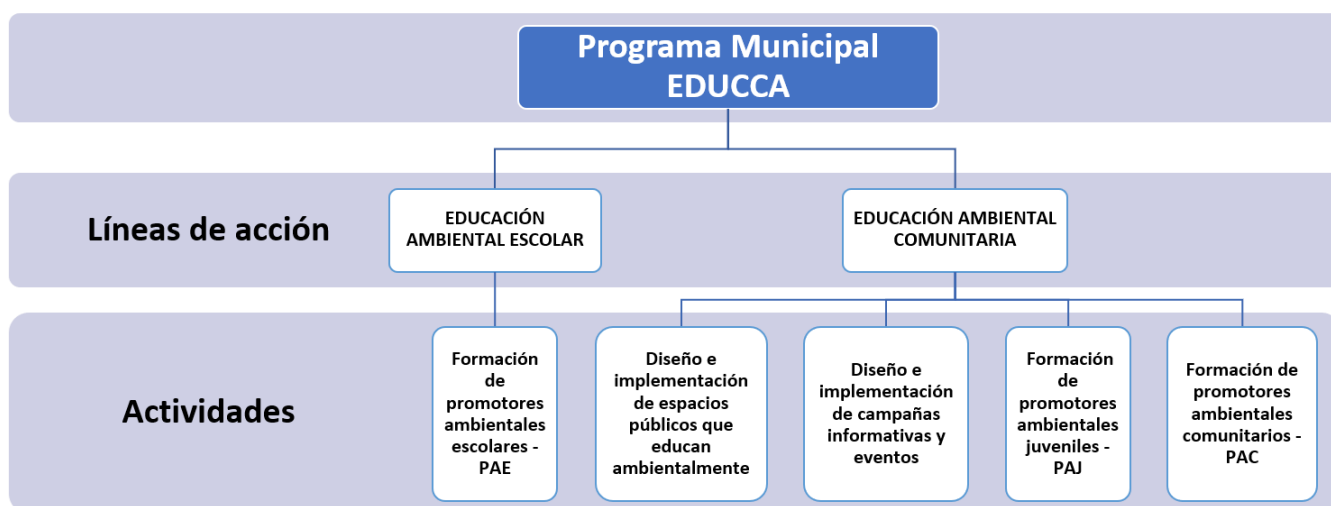 Programa Municipal
EDUCCA
Líneas de acción
EDUCACIÓN
AMBIENTAL ESCOLAR
EDUCACIÓN AMBIENTAL
COMUNITARIA
Actividades
Formación
de
promotores
ambientales
escolares -
PAE
Diseño e
implementación
de espacios
públicos que
educan
ambientalmente
Diseño e
implementación
de campañas
informativas y
eventos
Formación
de
promotores
ambientales
juveniles -
PAJ
Formación de
promotores
ambientales
comunitarios -
PAC